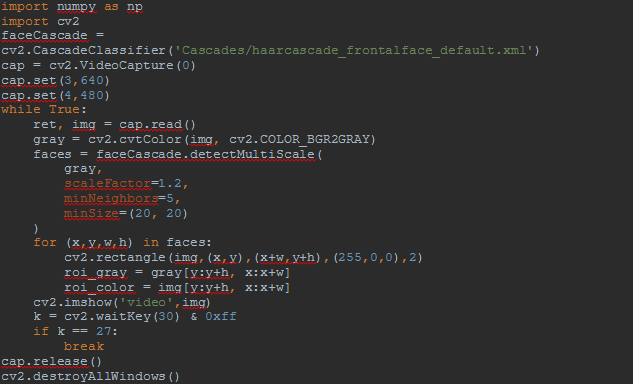 import numpy as np
import cv2
faceCascade =
cv2.CascadeClassifier('Cascades/haarcascade_frontalface_default.xml')
cap = cv2.VideoCapture(0)
cap.set(3,640)
cap.set(4,480)
while True:
    ret, img = cap.read()
    gray = cv2.cvtColor(img, cv2.COLOR_BGR2GRAY)
    faces = faceCascade.detectMultiScale(
        gray,
        scaleFactor=1.2,
        minNeighbors=5,
        minSize=(20, 20)
    )
    for (x,y,w,h) in faces:
        cv2.rectangle(img,(x,y),(x+w,y+h),(255,0,0),2)
        roi_gray = gray[y:y+h, x:x+w]
        roi_color = img[y:y+h, x:x+w]
    cv2.imshow('video',img)
    k = cv2.waitKey(30) & 0xff
    if k == 27:
        break
cap.release()
cv2.destroyAllWindows()